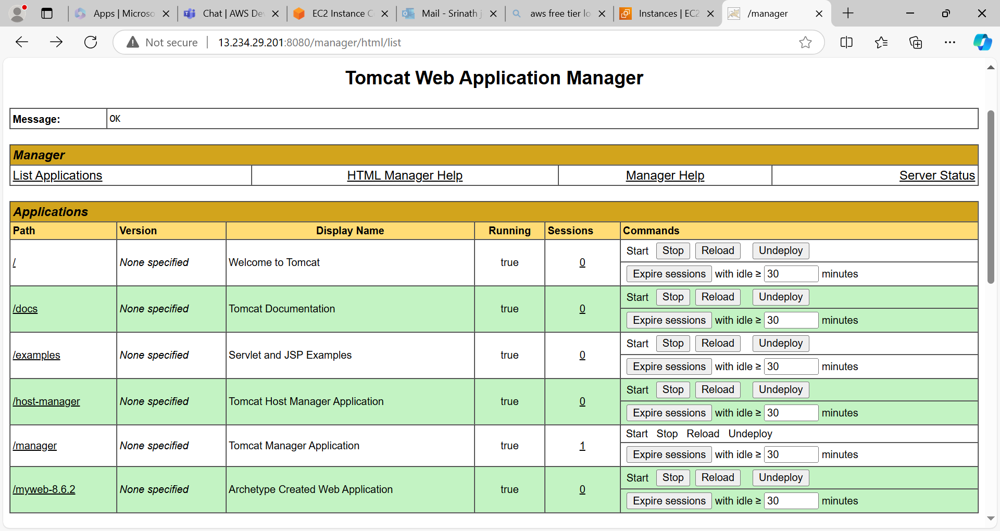 Apps | Microso
Chat | AWS De
EC2 Instance C
Mail - Srinath j
aws free tier lo
Instances | EC2
/manager
Not secure
13.234.29.201:8080/manager/html/list
Tomcat Web Application Manager
Message: OK
Manager
List Applications HTML Manager Help Manager Help Server Status
Applications
Path Version Display Name Running Sessions Commands
/ None specified Welcome to Tomcat true 0 Start Stop Reload Undeploy
Expire sessions with idle ≥ 30 minutes
/docs None specified Tomcat Documentation true 0 Start Stop Reload Undeploy
Expire sessions with idle ≥ 30 minutes
/examples None specified Servlet and JSP Examples true 0 Start Stop Reload Undeploy
Expire sessions with idle ≥ 30 minutes
/host-manager None specified Tomcat Host Manager Application true 0 Start Stop Reload Undeploy
Expire sessions with idle ≥ 30 minutes
/manager None specified Tomcat Manager Application true 1 Start Stop Reload Undeploy
Expire sessions with idle ≥ 30 minutes
/myweb-8.6.2 None specified Archetype Created Web Application true 0 Start Stop Reload Undeploy
Expire sessions with idle ≥ 30 minutes